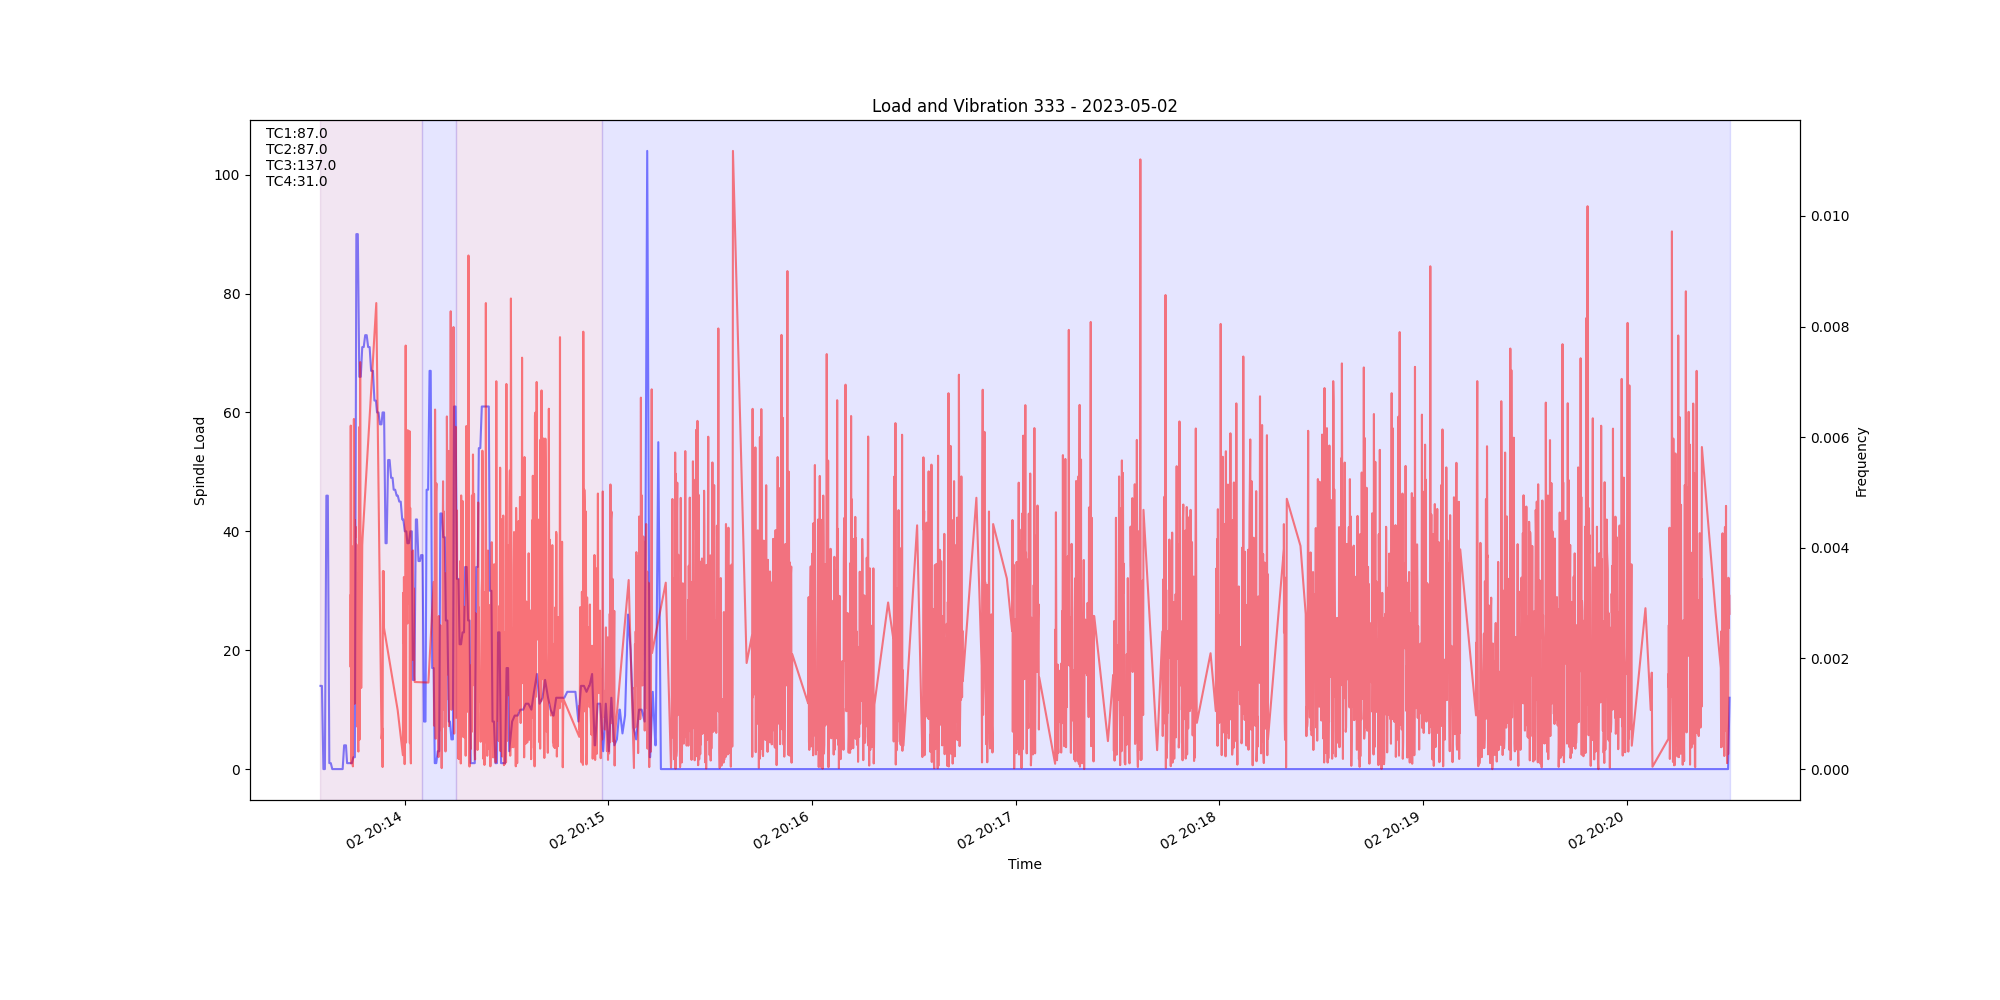 Load and Vibration 333 - 2023-05-02
TC1:87.0
TC2:87.0
TC3:137.0
TC4:31.0
100
80
60
40
20
0
Spindle Load
0.010
0.008
0.006
0.004
0.002
0.000
Frequency
02 20:14
02 20:15
02 20:16
02 20:17
02 20:18
02 20:19
02 20:20
Time